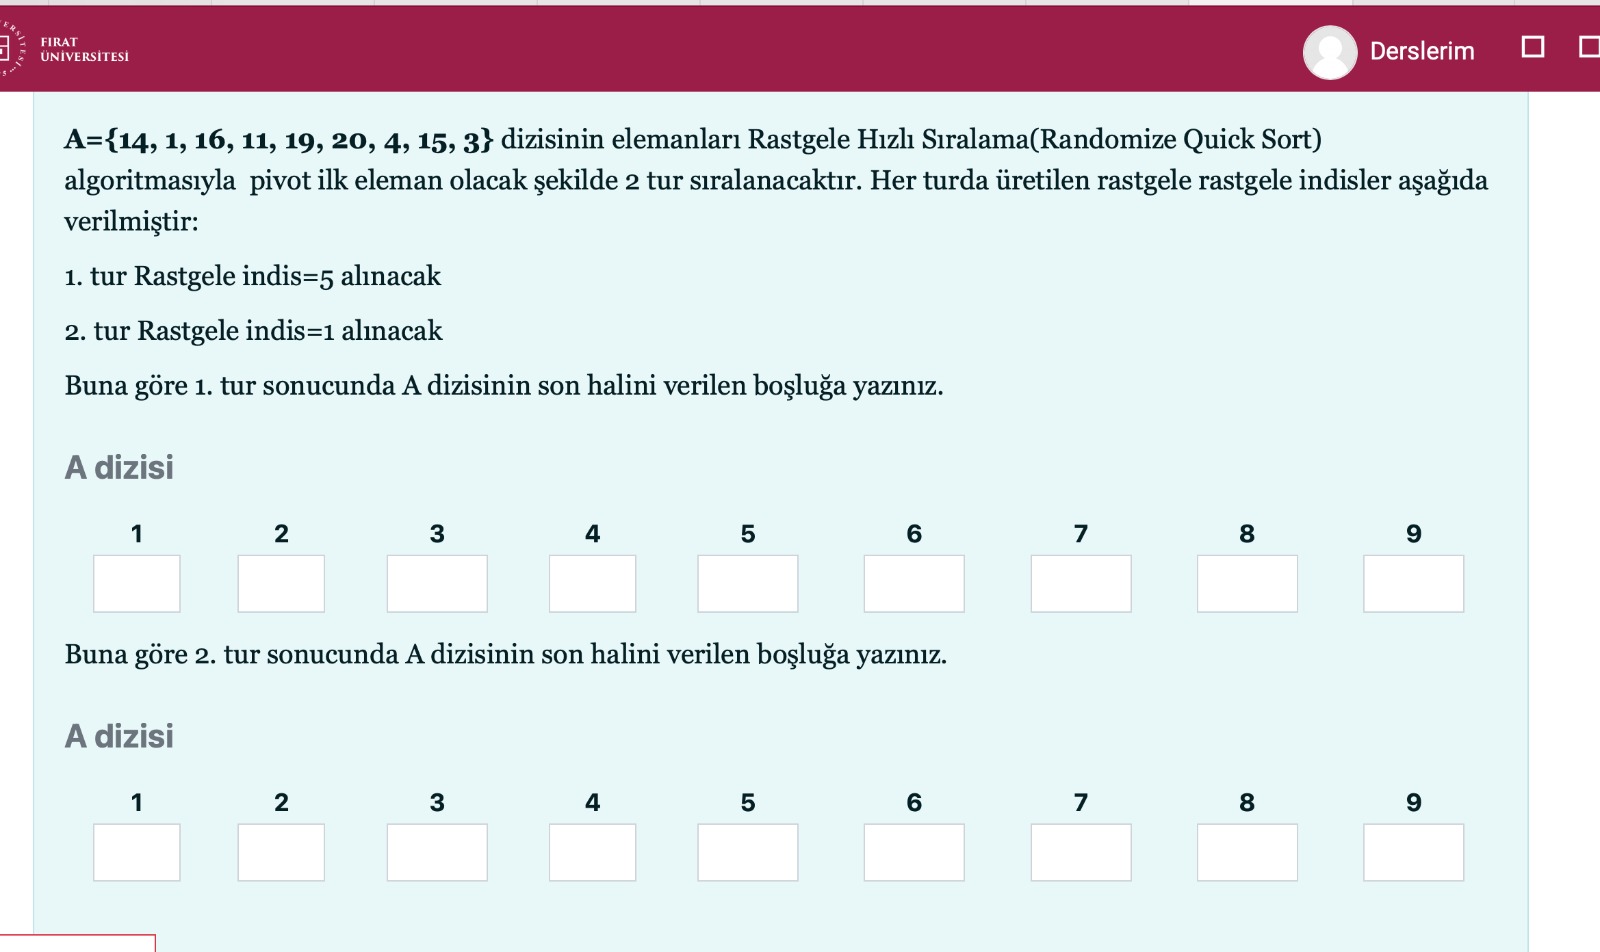 FIRAT
ÜNİVERSİTESİ
Derslerim
A={14, 1, 16, 11, 19, 20, 4, 15, 3} dizisinin elemanları Rastgele Hızlı Sıralama(Randomize Quick Sort)
algoritmasıyla pivot ilk eleman olacak şekilde 2 tur sıralanacaktır. Her turda üretilen rastgele rastgele indisler aşağıda
verilmiştir:
1. tur Rastgele indis=5 alınacak
2. tur Rastgele indis=1 alınacak
Buna göre 1. tur sonucunda A dizisinin son halini verilen boşluğa yazınız.
A dizisi
1 2 3 4 5 6 7 8 9
Buna göre 2. tur sonucunda A dizisinin son halini verilen boşluğa yazınız.
A dizisi
1 2 3 4 5 6 7 8 9